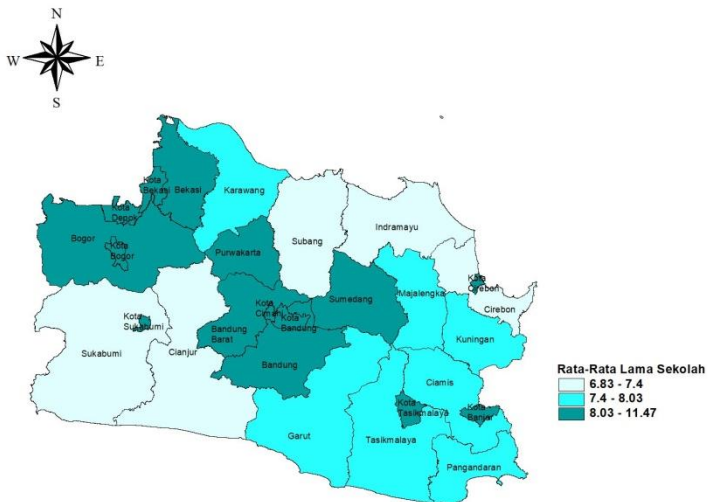 N
W E
S
Kota
Bekasi
Bekasi
Karawang
Kota
Depok
Bogor
Kota
Bogor
Purwakarta
Subang
Indramayu
Kota
Cirebon
Cirebon
Majalengka
Sumedang
Kota
Cimahi
Kota
Bandung
Bandung
Barat
Bandung
Kuningan
Kota
Sukabumi
Sukabumi
Cianjur
Ciamis
Kota
Tasikmalaya
Kota
Banjar
Garut
Tasikmalaya
Pangandaran
Rata-Rata Lama Sekolah
6.83 - 7.4
7.4 - 8.03
8.03 - 11.47